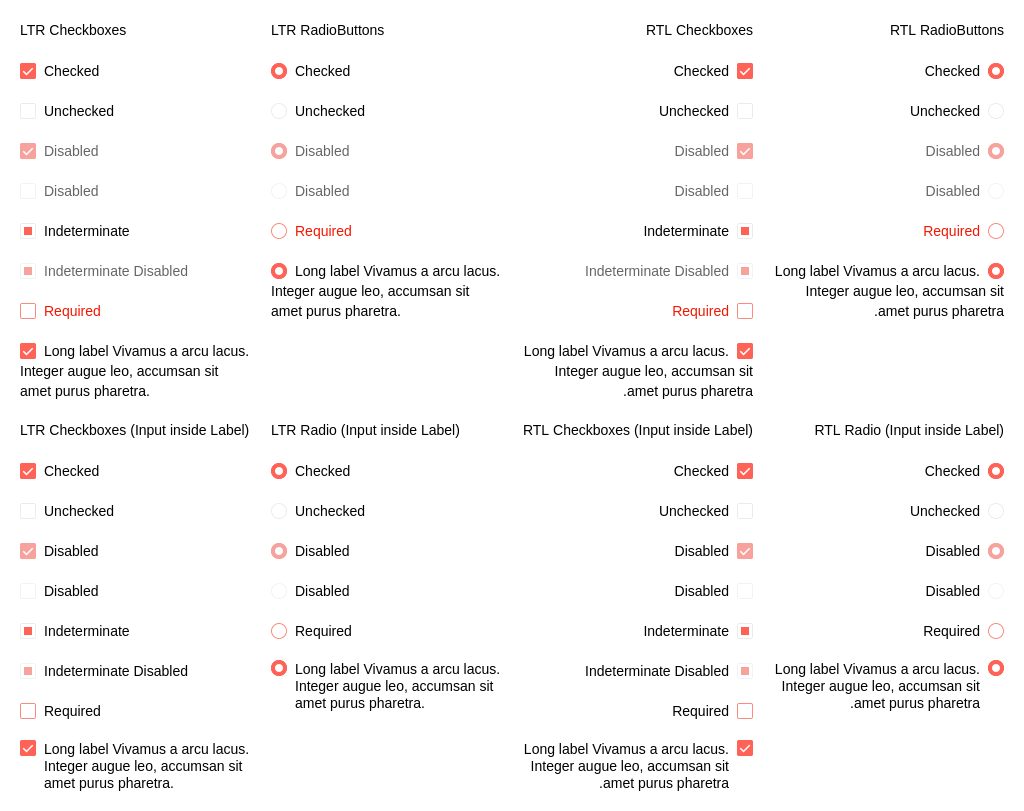 LTR Checkboxes
Checked
Unchecked
Disabled
Disabled
Indeterminate
Indeterminate Disabled
Required
Long label Vivamus a arcu lacus.
Integer augue leo, accumsan sit
amet purus pharetra.
LTR RadioButtons
Checked
Unchecked
Disabled
Disabled
Required
Long label Vivamus a arcu lacus.
Integer augue leo, accumsan sit
amet purus pharetra.
RTL Checkboxes
Checked
Unchecked
Disabled
Disabled
Indeterminate
Indeterminate Disabled
Required
Long label Vivamus a arcu lacus.
Integer augue leo, accumsan sit
.amet purus pharetra
RTL RadioButtons
Checked
Unchecked
Disabled
Disabled
Required
Long label Vivamus a arcu lacus.
Integer augue leo, accumsan sit
.amet purus pharetra
LTR Checkboxes (Input inside Label)
Checked
Unchecked
Disabled
Disabled
Indeterminate
Indeterminate Disabled
Required
Long label Vivamus a arcu lacus.
Integer augue leo, accumsan sit
amet purus pharetra.
LTR Radio (Input inside Label)
Checked
Unchecked
Disabled
Disabled
Required
Long label Vivamus a arcu lacus.
Integer augue leo, accumsan sit
amet purus pharetra.
RTL Checkboxes (Input inside Label)
Checked
Unchecked
Disabled
Disabled
Indeterminate
Indeterminate Disabled
Required
Long label Vivamus a arcu lacus.
Integer augue leo, accumsan sit
.amet purus pharetra
RTL Radio (Input inside Label)
Checked
Unchecked
Disabled
Disabled
Required
Long label Vivamus a arcu lacus.
Integer augue leo, accumsan sit
.amet purus pharetra